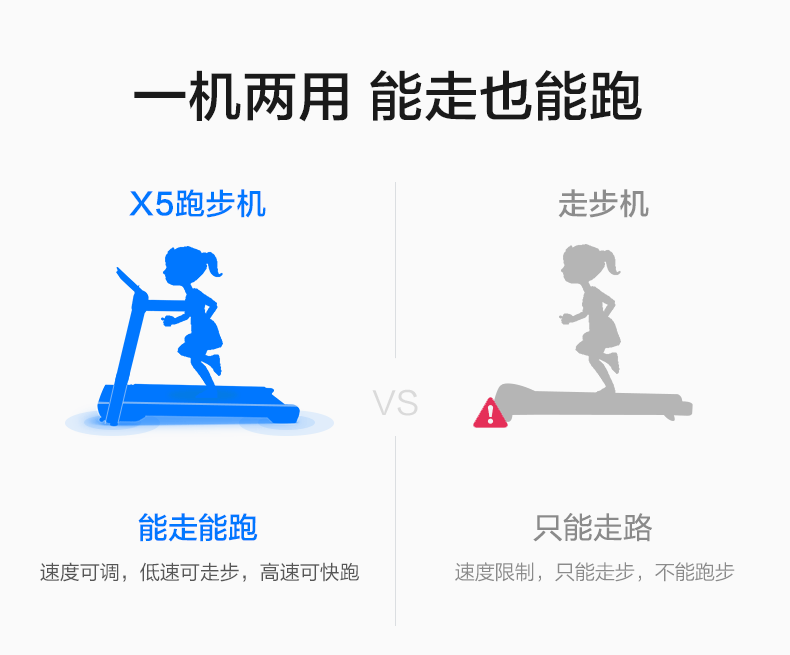 一机两用 能走也能跑
X5跑步机
走步机
VS
能走能跑
只能走路
速度可调，低速可走步，高速可快跑
速度限制，只能走步，不能跑步